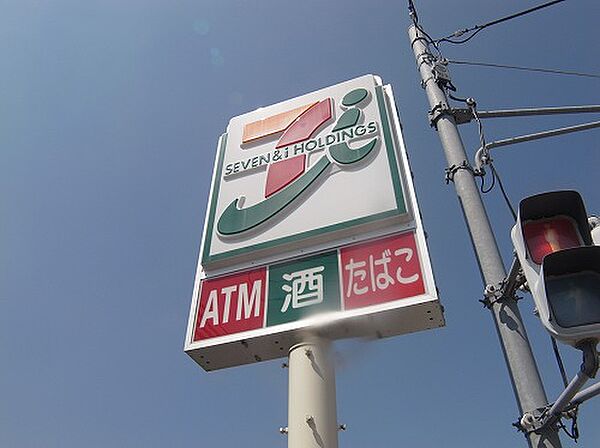 SEVEN & i HOLDINGS
ATM 酒 たばこ